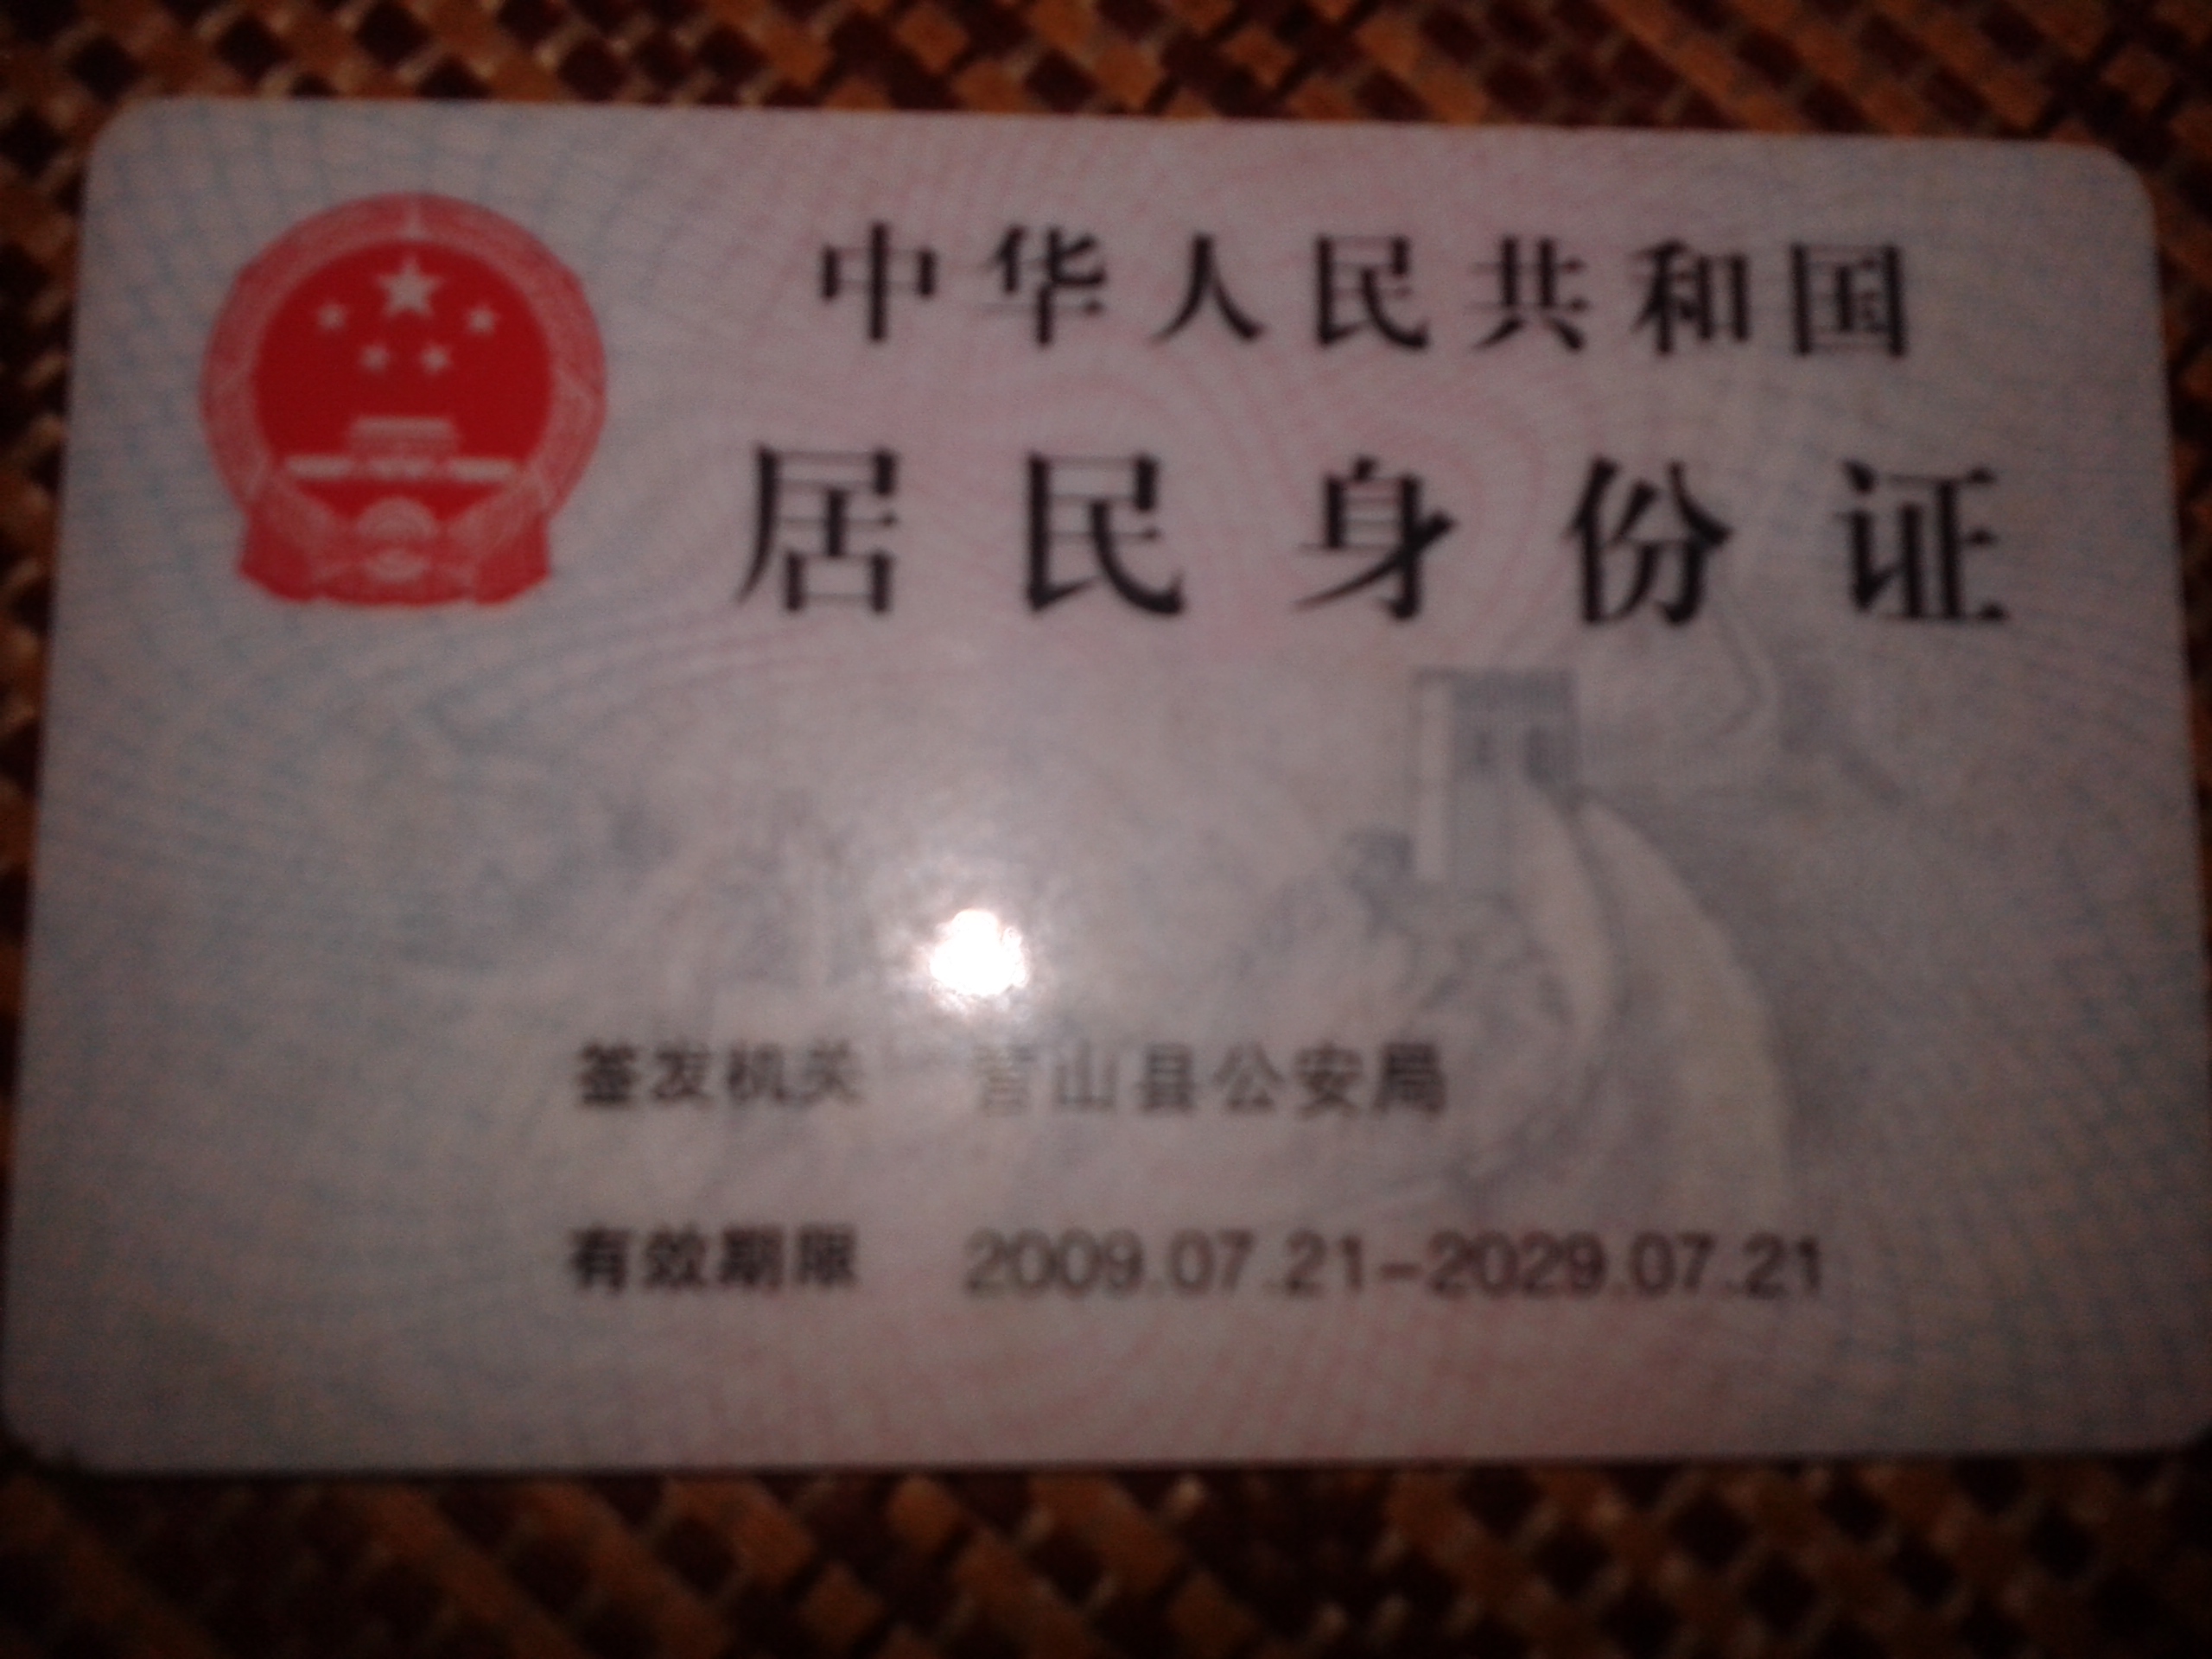 中华人民共和国
居民身份证
签发机关 营山县公安局
有效期限 2009.07.21-2029.07.21